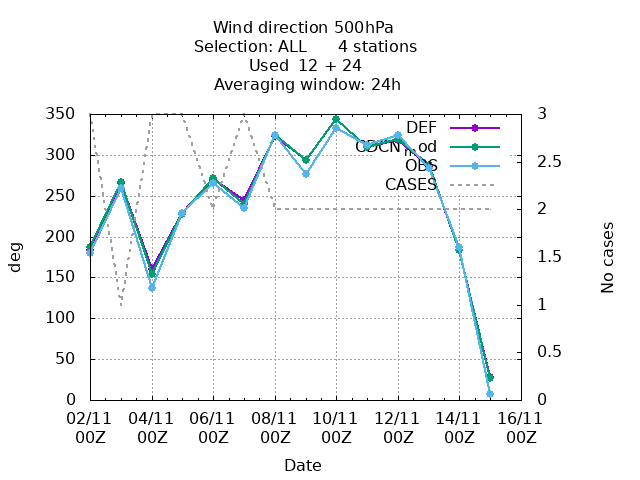 Wind direction 500hPa
Selection: ALL 4 stations
Used 12 + 24
Averaging window: 24h
350
300
250
200
150
100
50
0
deg
DEF
CDCN_mod
OBS
CASES
3
2.5
2
1.5
1
0.5
0
No cases
02/11 04/11 06/11 08/11 10/11 12/11 14/11 16/11
00Z 00Z 00Z 00Z 00Z 00Z 00Z 00Z
Date